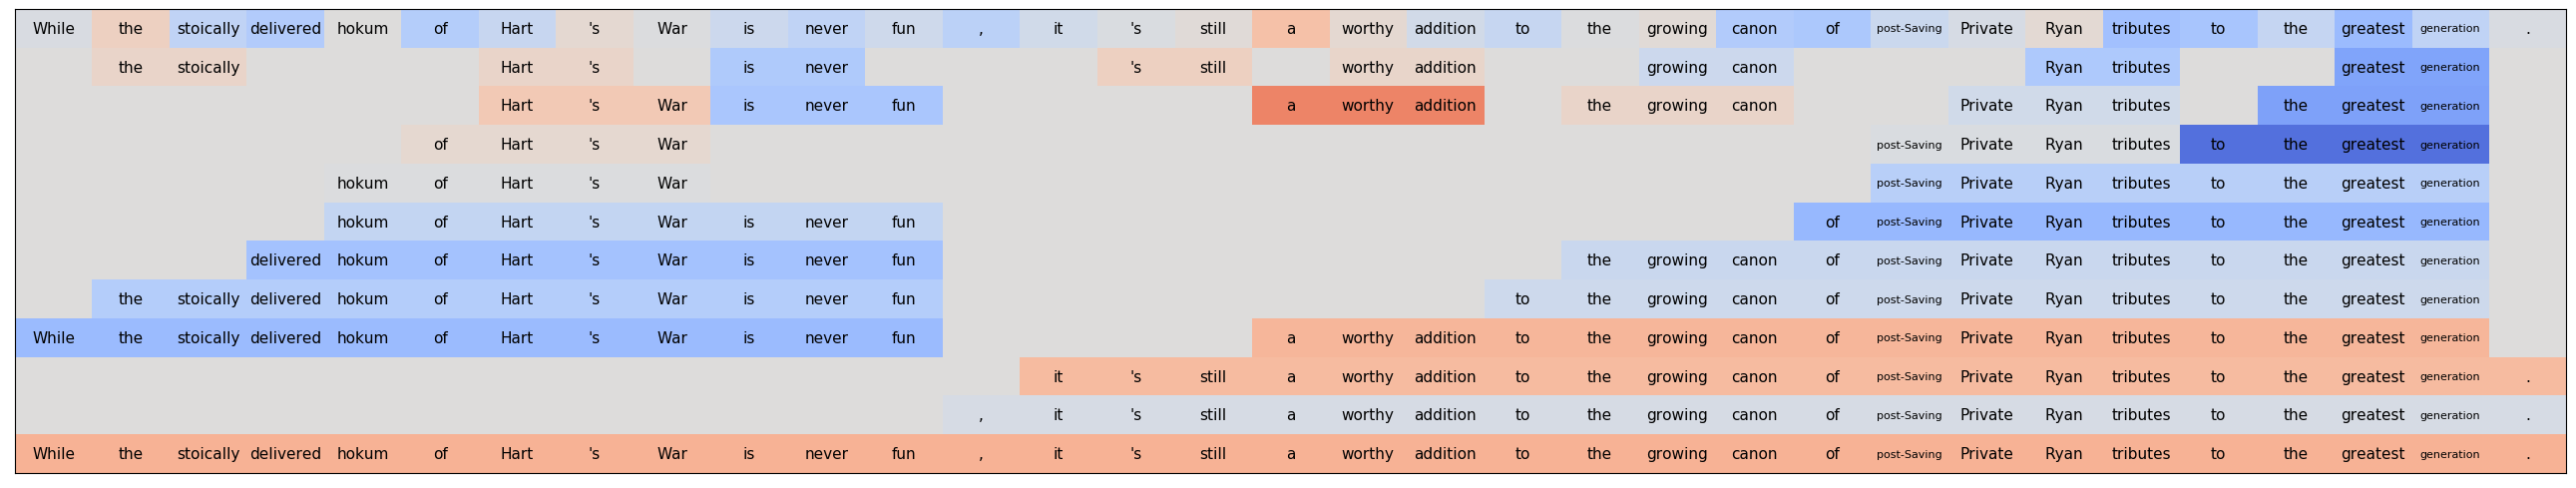 While the stoically delivered hokum of Hart 's War is never fun , it 's still a worthy addition to the growing canon of post-Saving Private Ryan tributes to the greatest generation .
the stoically Hart 's is never 's still worthy addition growing canon Ryan tributes greatest generation
Hart 's War is never fun a worthy addition the growing canon Private Ryan tributes the greatest generation
of Hart 's War post-Saving Private Ryan tributes to the greatest generation
hokum of Hart 's War post-Saving Private Ryan tributes to the greatest generation
hokum of Hart 's War is never fun of post-Saving Private Ryan tributes to the greatest generation
delivered hokum of Hart 's War is never fun the growing canon of post-Saving Private Ryan tributes to the greatest generation
the stoically delivered hokum of Hart 's War is never fun to the growing canon of post-Saving Private Ryan tributes to the greatest generation
While the stoically delivered hokum of Hart 's War is never fun a worthy addition to the growing canon of post-Saving Private Ryan tributes to the greatest generation
it 's still a worthy addition to the growing canon of post-Saving Private Ryan tributes to the greatest generation .
, it 's still a worthy addition to the growing canon of post-Saving Private Ryan tributes to the greatest generation .
While the stoically delivered hokum of Hart 's War is never fun , it 's still a worthy addition to the growing canon of post-Saving Private Ryan tributes to the greatest generation .